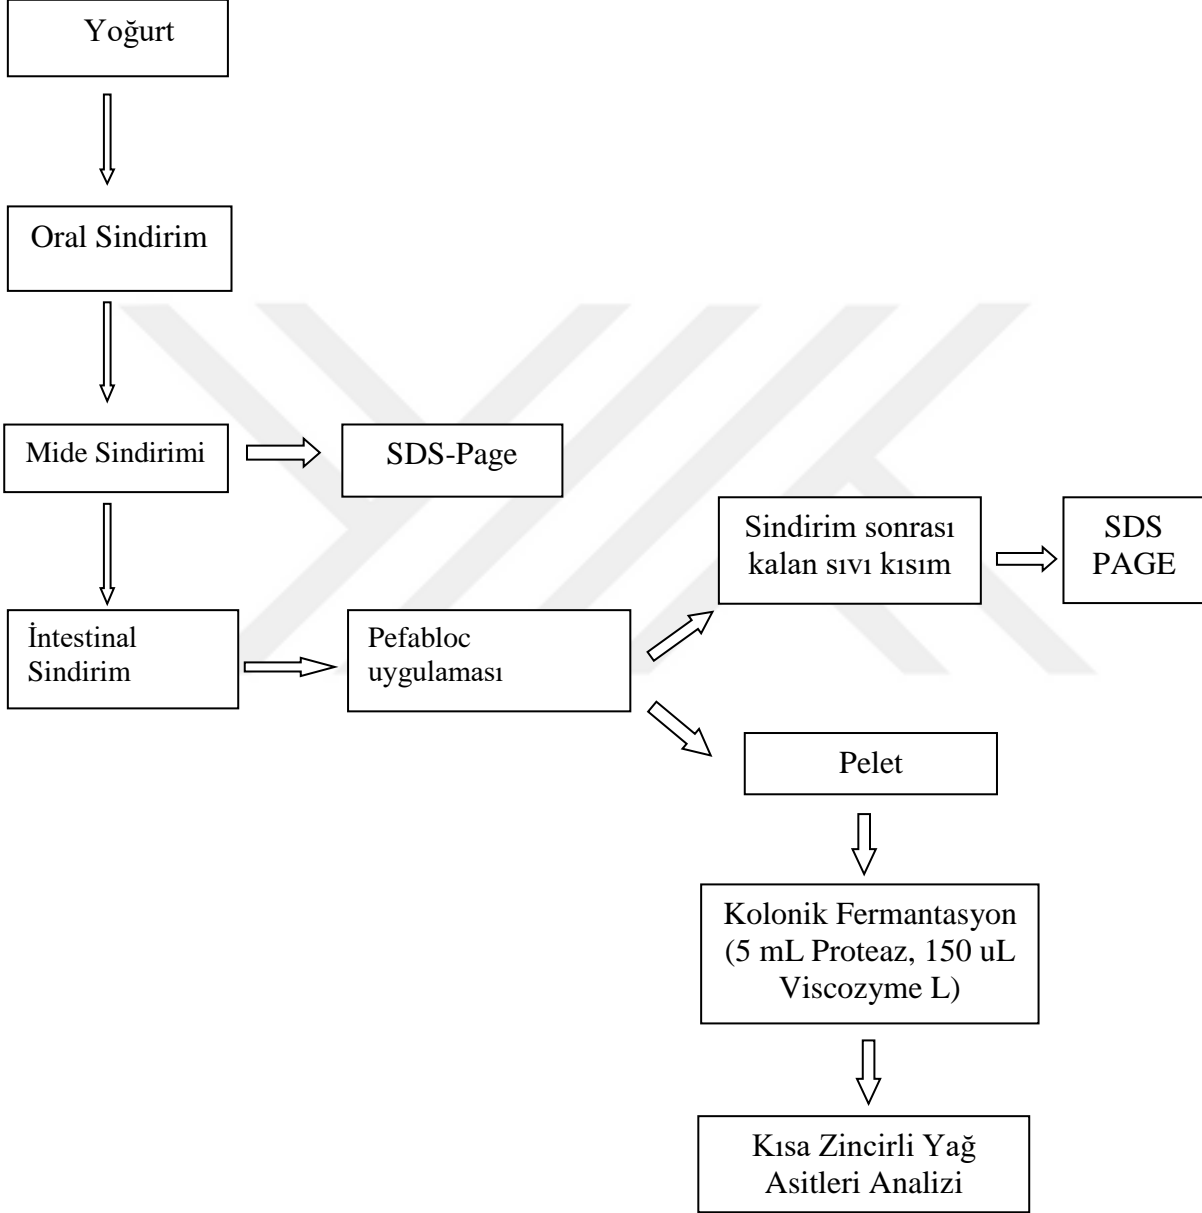 Yoğurt
Oral Sindirim
Mide Sindirimi
SDS-Page
Sindirim sonrası
kalan sıvı kısım
SDS
PAGE
İntestinal
Sindirim
Pefabloc
uygulaması
Pelet
Kolonik Fermantasyon
(5 mL Proteaz, 150 uL
Viscozyme L)
Kısa Zincirli Yağ
Asitleri Analizi